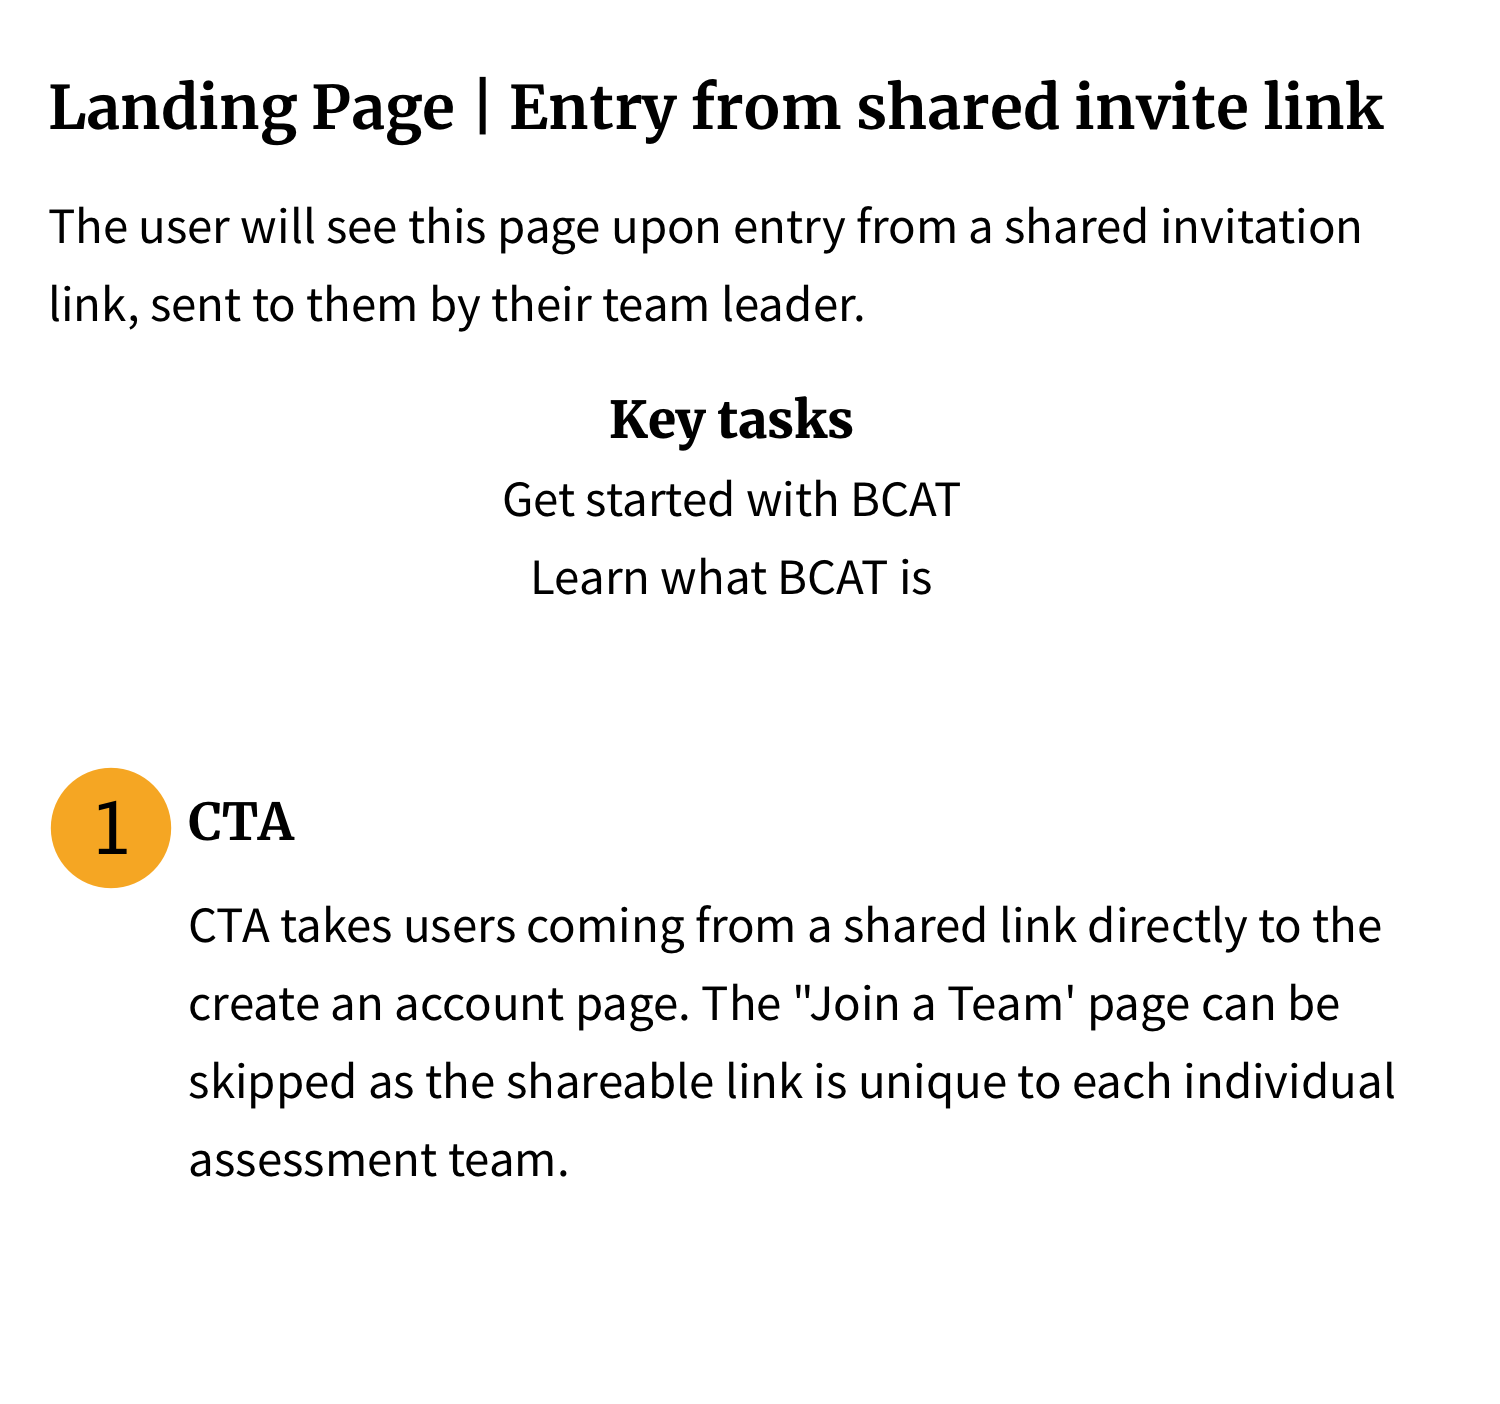 Landing Page | Entry from shared invite link
The user will see this page upon entry from a shared invitation
link, sent to them by their team leader.
Key tasks
Get started with BCAT
Learn what BCAT is
1
CTA
CTA takes users coming from a shared link directly to the
create an account page. The "Join a Team' page can be
skipped as the shareable link is unique to each individual
assessment team.